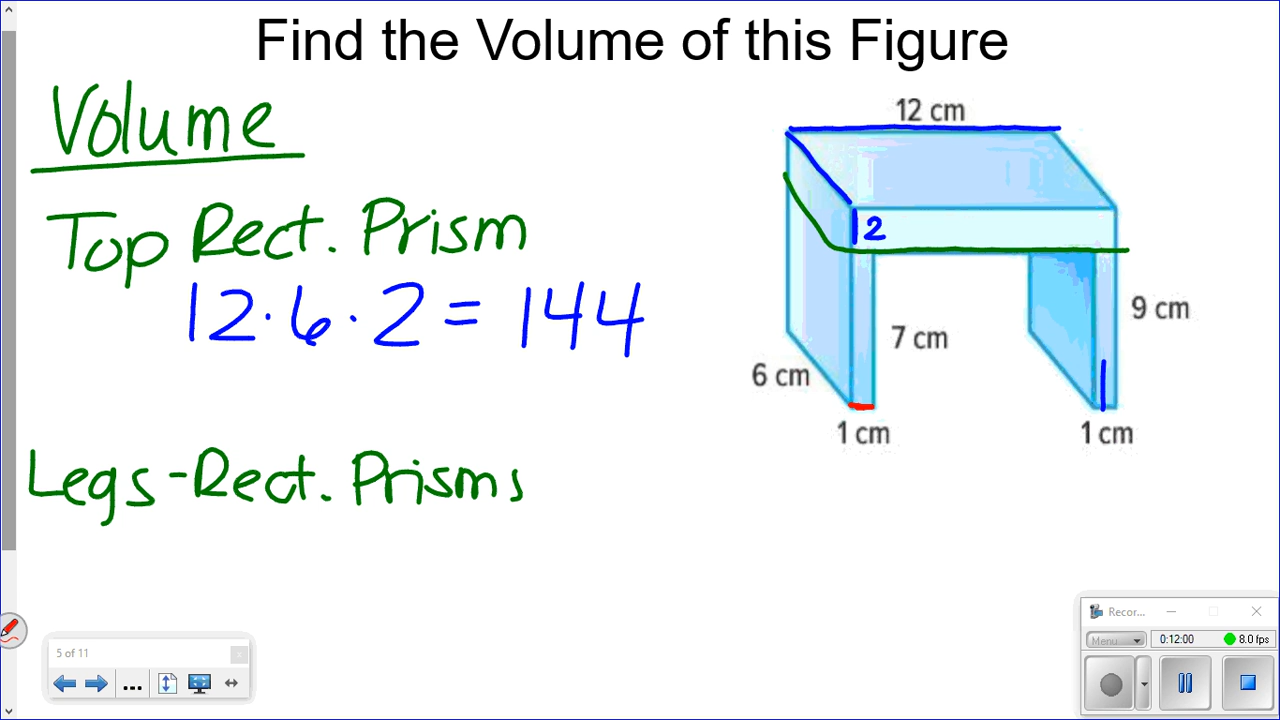 Find the Volume of this Figure
Volume
Top Rect. Prism
12·6·2 = 144
Legs-Rect. Prisms
12 cm
2
9 cm
7 cm
6 cm
1 cm
1 cm
5 of 11
...
Recor...
Menu
0:12:00
8.0 fps